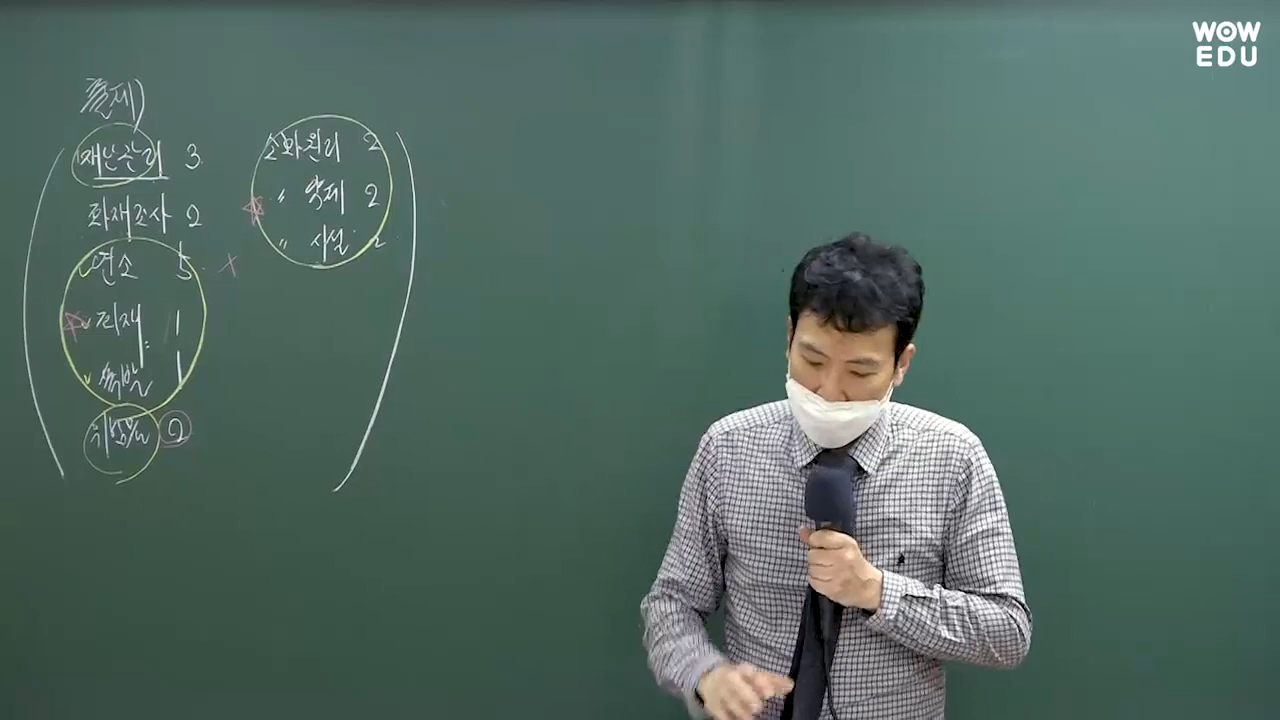 출제)
재난관리 3
화재조사 2
연소 5
화재 1
폭발 1
위험물 2
소화원리 2
〃 약제 2
〃 시설 2
WOW
EDU